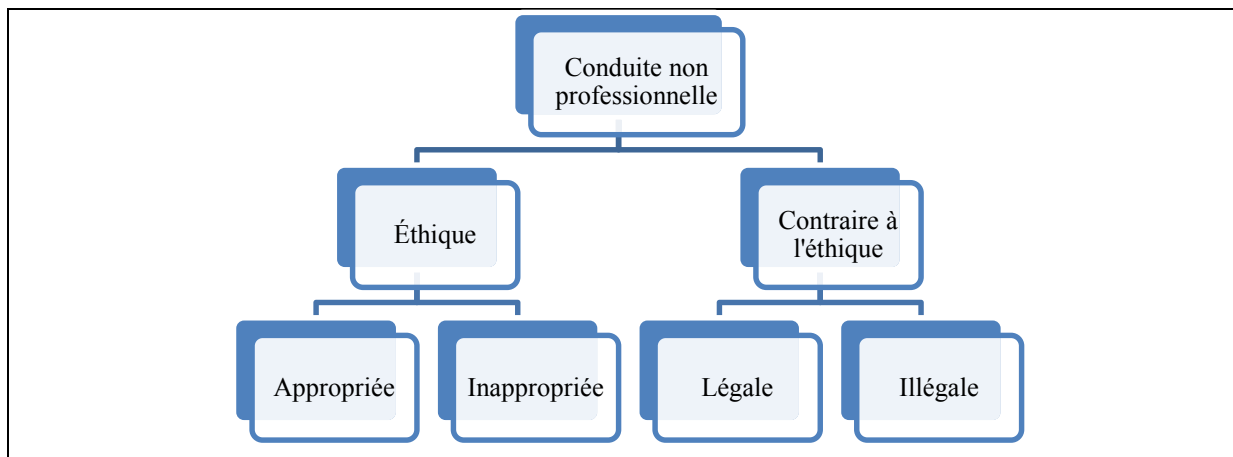 Conduite non
professionnelle
Éthique
Contraire à
l'éthique
Appropriée
Inappropriée
Légale
Illégale